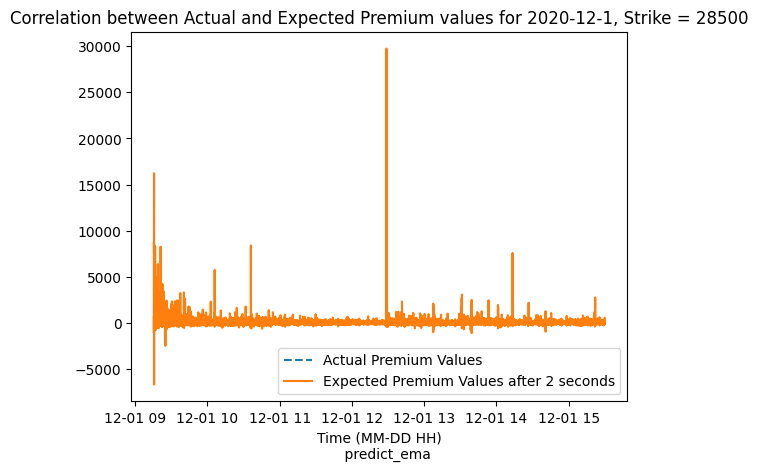 Correlation between Actual and Expected Premium values for 2020-12-1, Strike = 28500
30000
25000
20000
15000
10000
5000
0
−5000
Actual Premium Values
Expected Premium Values after 2 seconds
12-01 09 12-01 10 12-01 11 12-01 12 12-01 13 12-01 14 12-01 15
Time (MM-DD HH)
predict_ema